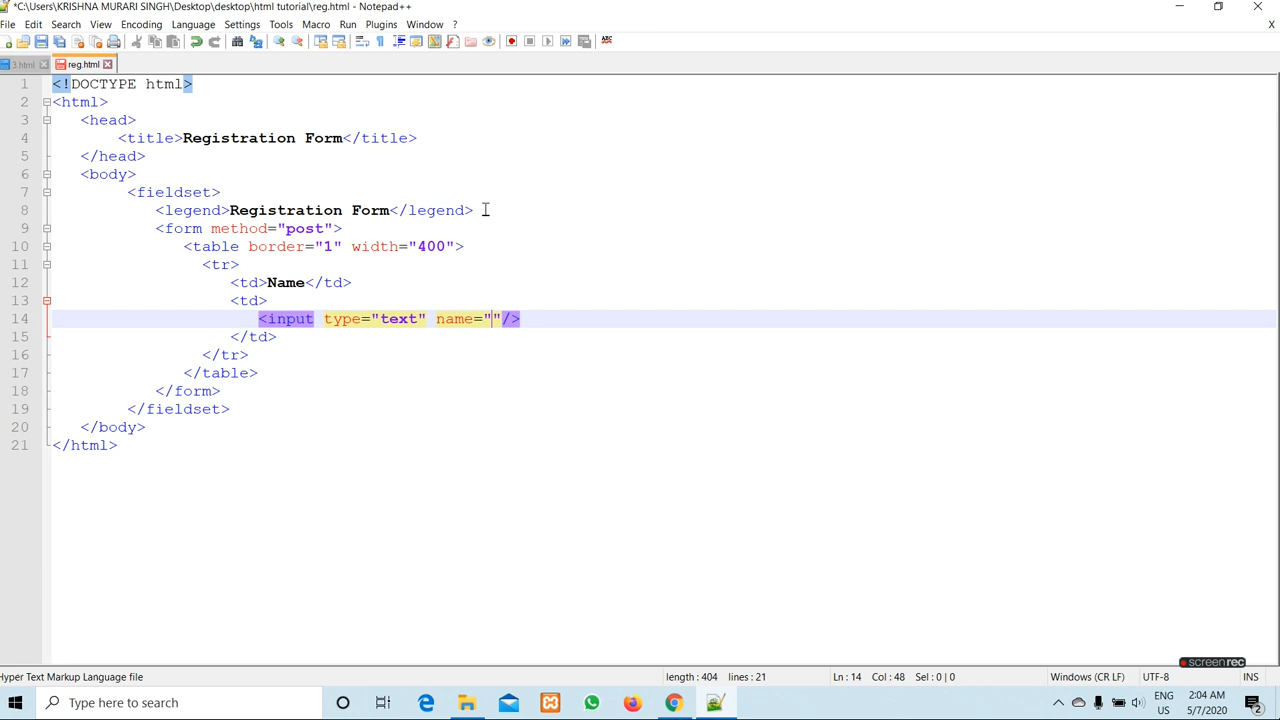 *C:\Users\KRISHNA MURARI SINGH\Desktop\desktop\html tutorial\reg.html - Notepad++
File Edit Search View Encoding Language Settings Tools Macro Run Plugins Window ?
X
3.html reg.html
1 <!DOCTYPE html>
2 <html>
3 <head>
4 <title>Registration Form</title>
5 </head>
6 <body>
7 <fieldset>
8 <legend>Registration Form</legend>
9 <form method="post">
10 <table border="1" width="400">
11 <tr>
12 <td>Name</td>
13 <td>
14 <input type="text" name=""/>
15 </td>
16 </tr>
17 </table>
18 </form>
19 </fieldset>
20 </body>
21 </html>
screenrec
Hyper Text Markup Language file length : 404 lines : 21 Ln : 14 Col : 48 Sel : 0 | 0 Windows (CR LF) UTF-8 INS
Type here to search
ENG
US
2:04 AM
5/7/2020
2